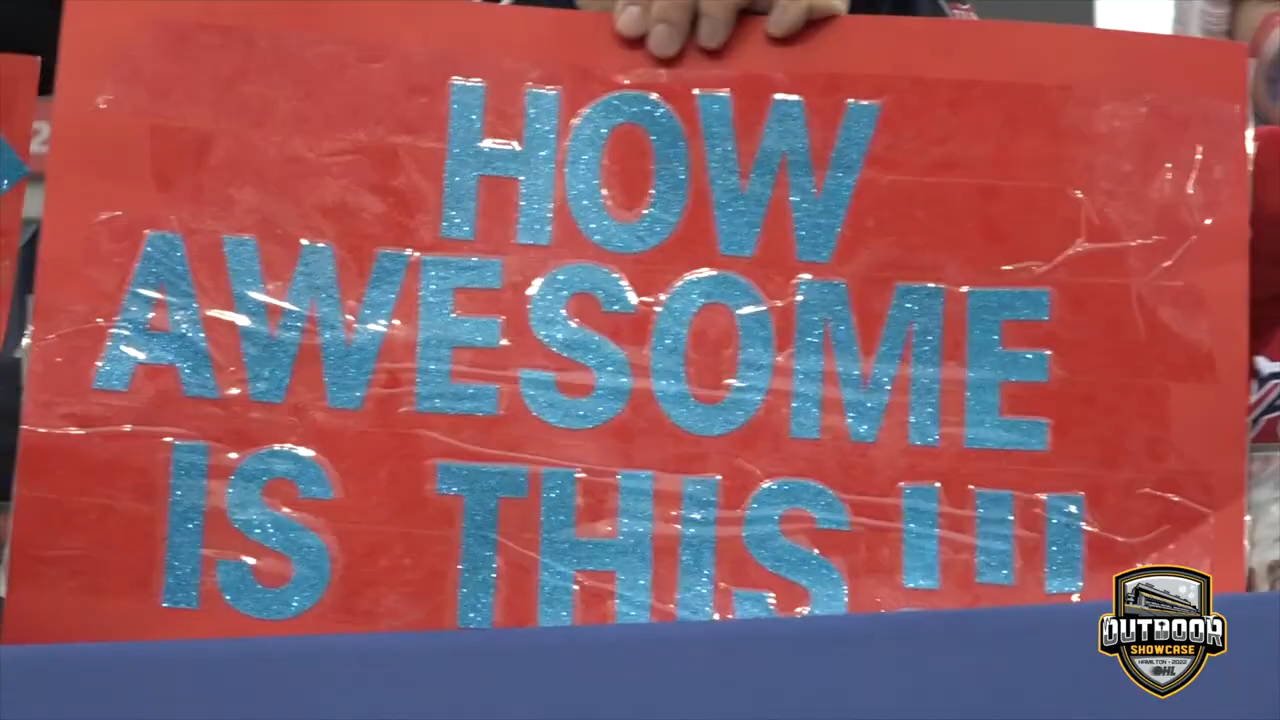 HOW
AWESOME
IS THIS !!!
OUTDOOR
SHOWCASE
HAMILTON • 2022
OHL